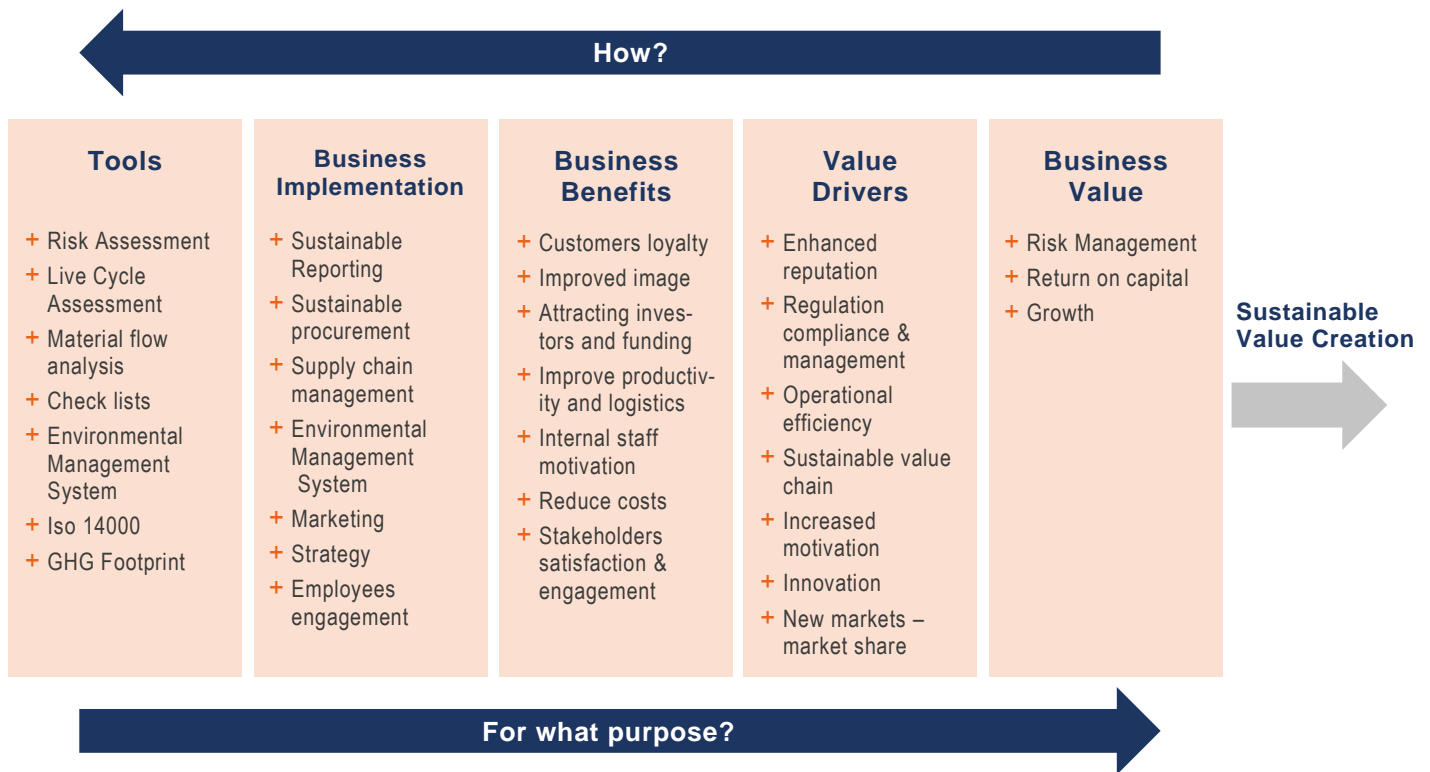 How?
Tools
+ Risk Assessment
+ Live Cycle
Assessment
+ Material flow
analysis
+ Check lists
+ Environmental
Management
System
+ Iso 14000
+ GHG Footprint
Business
Implementation
+ Sustainable
Reporting
+ Sustainable
procurement
+ Supply chain
management
+ Environmental
Management
System
+ Marketing
+ Strategy
+ Employees
engagement
Business
Benefits
+ Customers loyalty
+ Improved image
+ Attracting inves-
tors and funding
+ Improve productiv-
ity and logistics
+ Internal staff
motivation
+ Reduce costs
+ Stakeholders
satisfaction &
engagement
Value
Drivers
+ Enhanced
reputation
+ Regulation
compliance &
management
+ Operational
efficiency
+ Sustainable value
chain
+ Increased
motivation
+ Innovation
+ New markets –
market share
Business
Value
+ Risk Management
+ Return on capital
+ Growth
Sustainable
Value Creation
For what purpose?